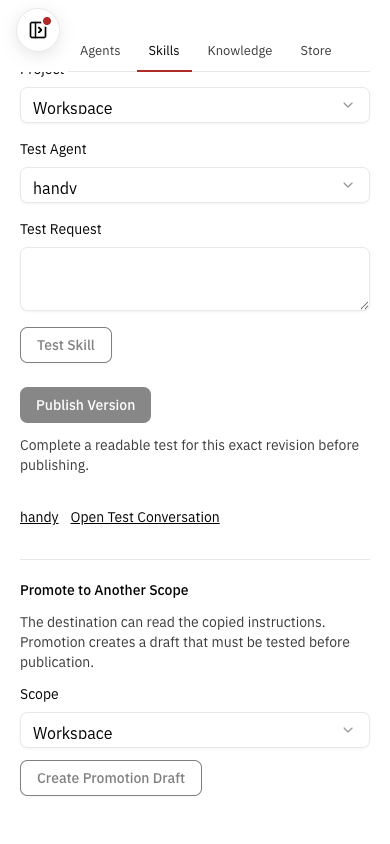 Agents
Skills
Knowledge
Store
Project
Workspace
Test Agent
handy
Test Request
Test Skill
Publish Version
Complete a readable test for this exact revision before
publishing.
handy Open Test Conversation
Promote to Another Scope
The destination can read the copied instructions.
Promotion creates a draft that must be tested before
publication.
Scope
Workspace
Create Promotion Draft